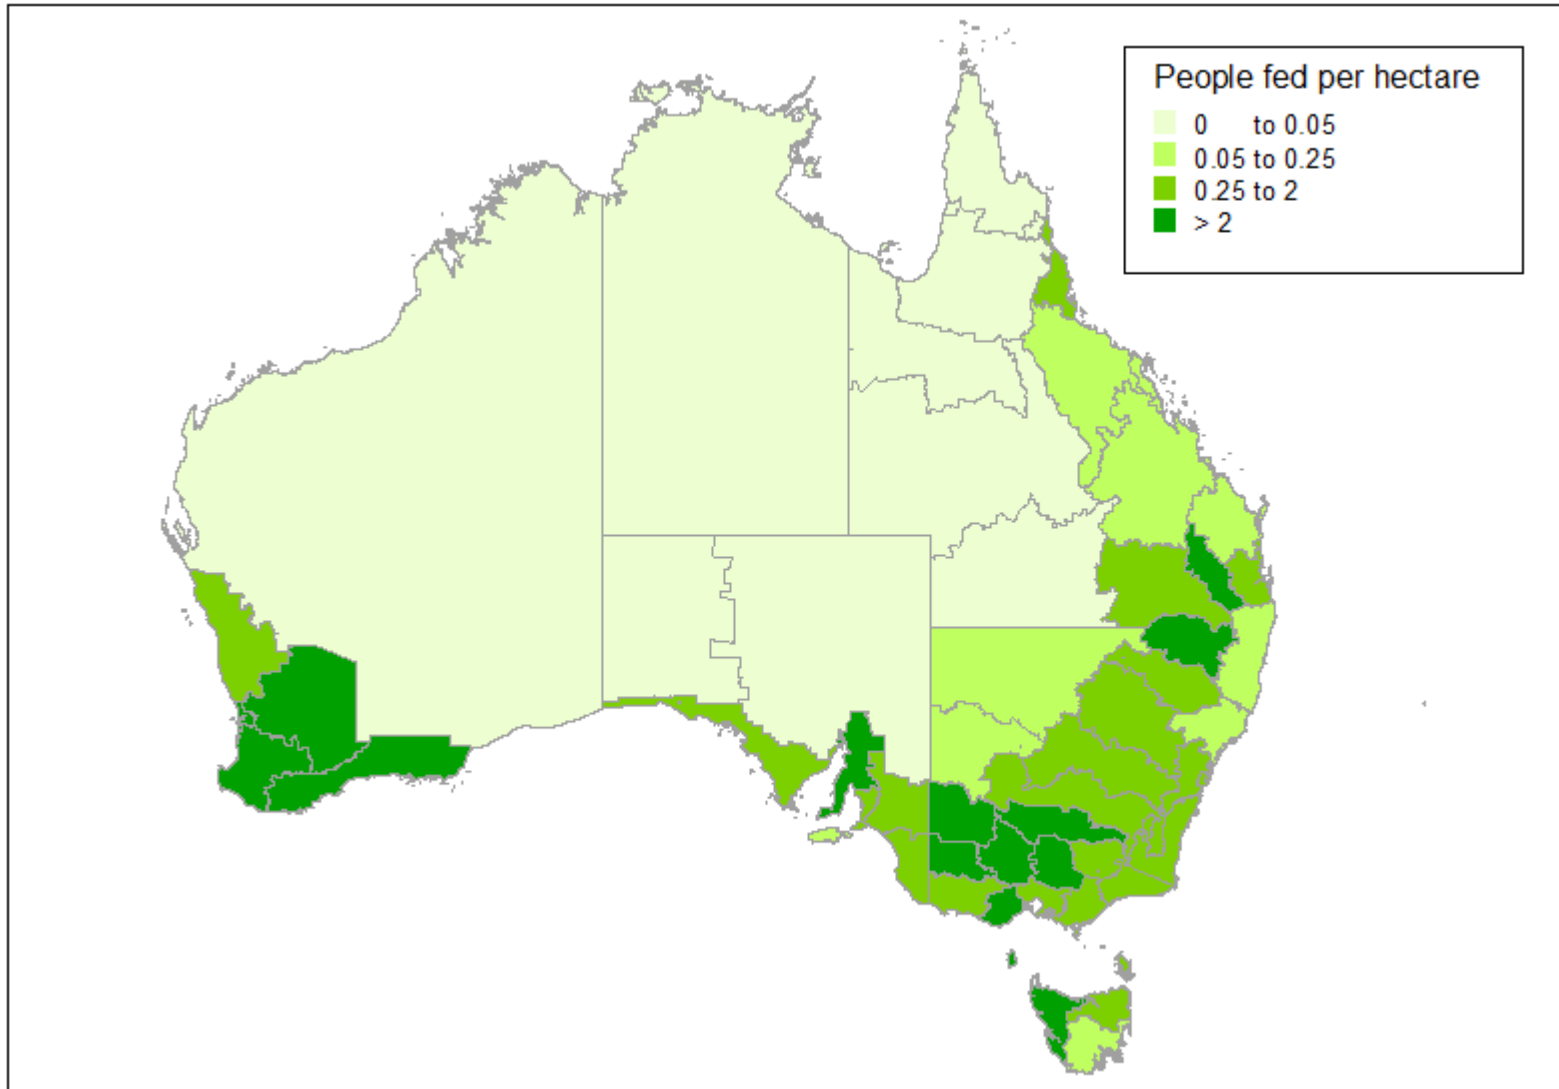 People fed per hectare
0 to 0.05
0.05 to 0.25
0.25 to 2
> 2